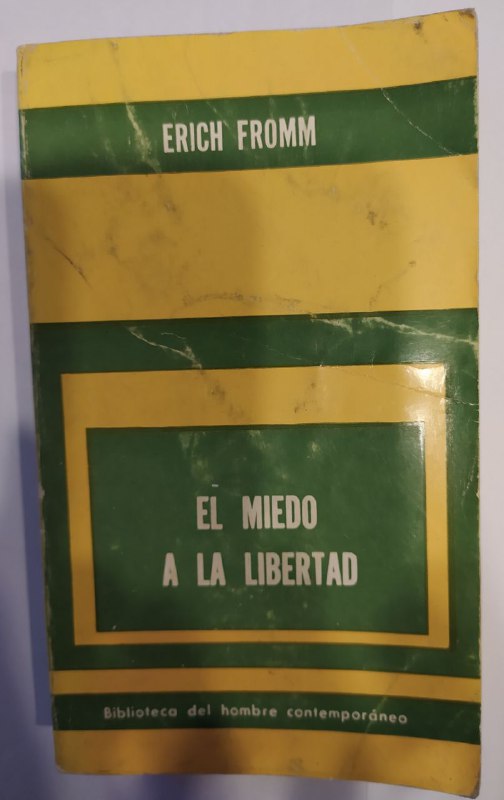 ERICH FROMM
EL MIEDO
A LA LIBERTAD
Biblioteca del hombre contemporáneo